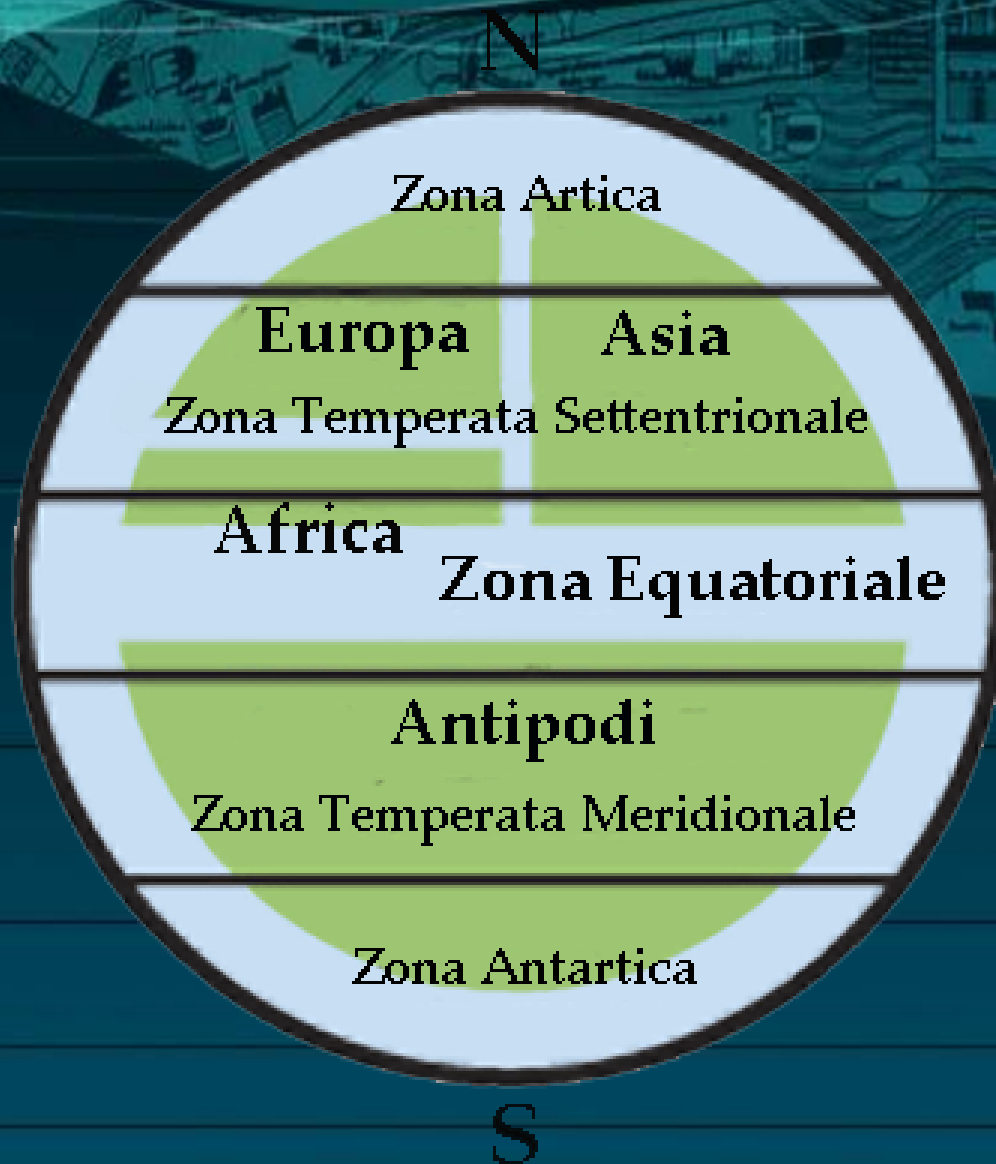 N
Zona Artica
Europa Asia
Zona Temperata Settentrionale
Africa
Zona Equatoriale
Antipodi
Zona Temperata Meridionale
Zona Antartica
S